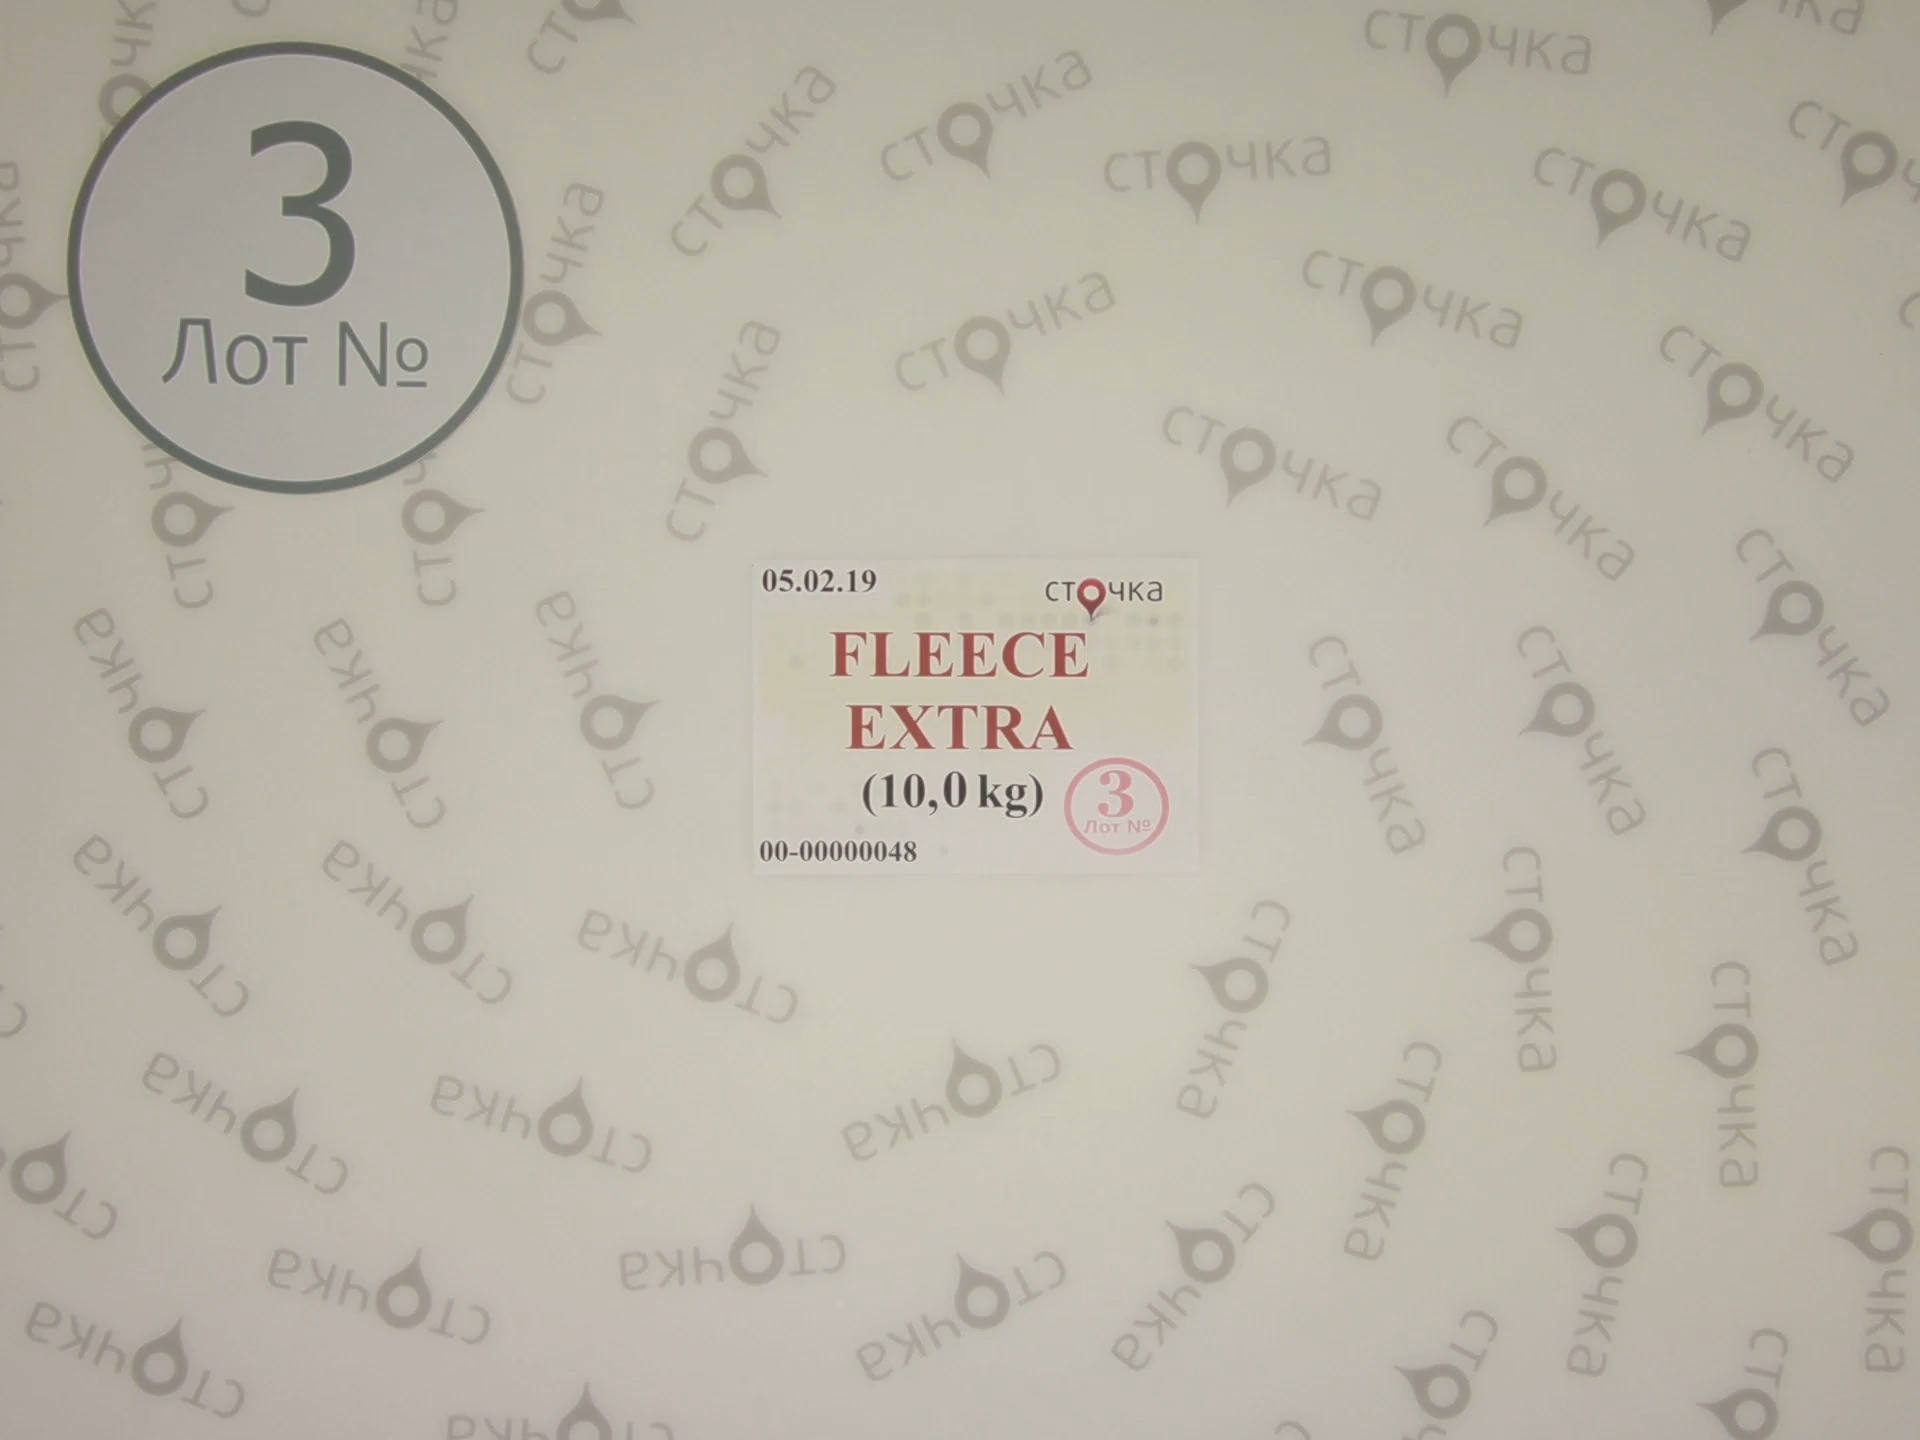 3
Лот №
05.02.19
сточка
FLEECE
EXTRA
(10,0 kg)
3
Лот №
00-00000048